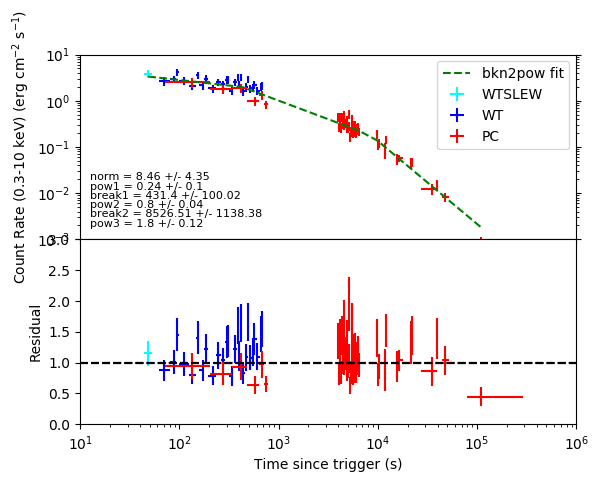 Count Rate (0.3-10 keV) (erg cm⁻² s⁻¹)
10¹
10⁰
10⁻¹
10⁻²
bkn2pow fit
WTSLEW
WT
PC
norm = 8.46 +/- 4.35
pow1 = 0.24 +/- 0.1
break1 = 431.4 +/- 100.02
pow2 = 0.8 +/- 0.04
break2 = 8526.51 +/- 1138.38
pow3 = 1.8 +/- 0.12
Residual
3.0
2.5
2.0
1.5
1.0
0.5
0.0
10¹ 10² 10³ 10⁴ 10⁵ 10⁶
Time since trigger (s)